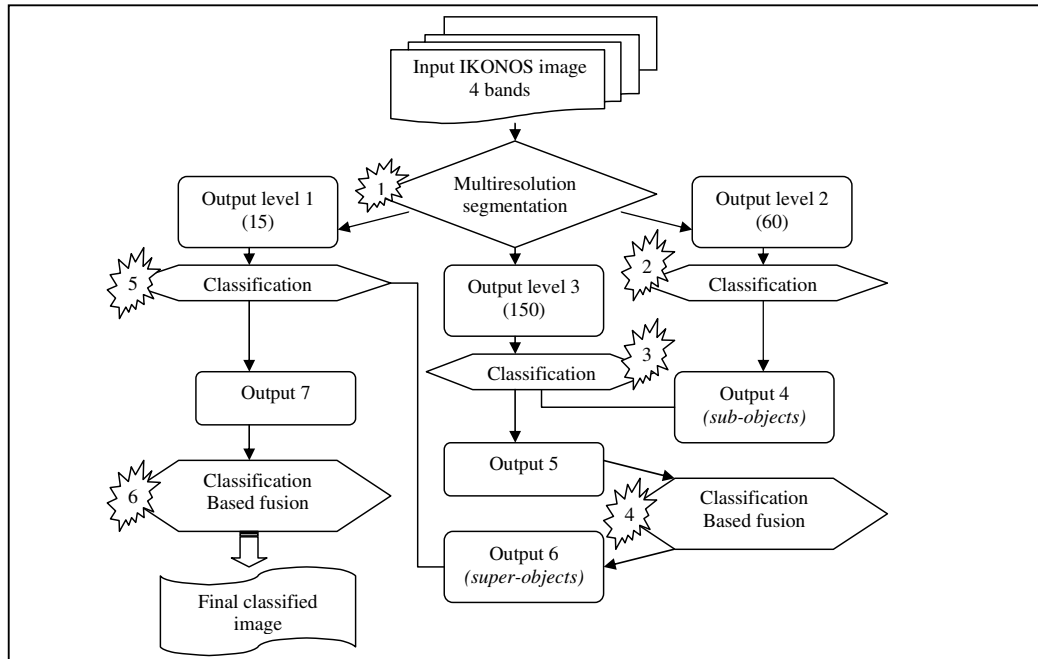 Input IKONOS image
4 bands
1
Multiresolution
segmentation
Output level 1
(15)
Output level 2
(60)
5
Classification
Output level 3
(150)
2
Classification
3
Classification
Output 7
Output 4
(sub-objects)
Output 5
6
Classification
Based fusion
4
Classification
Based fusion
Output 6
(super-objects)
Final classified
image